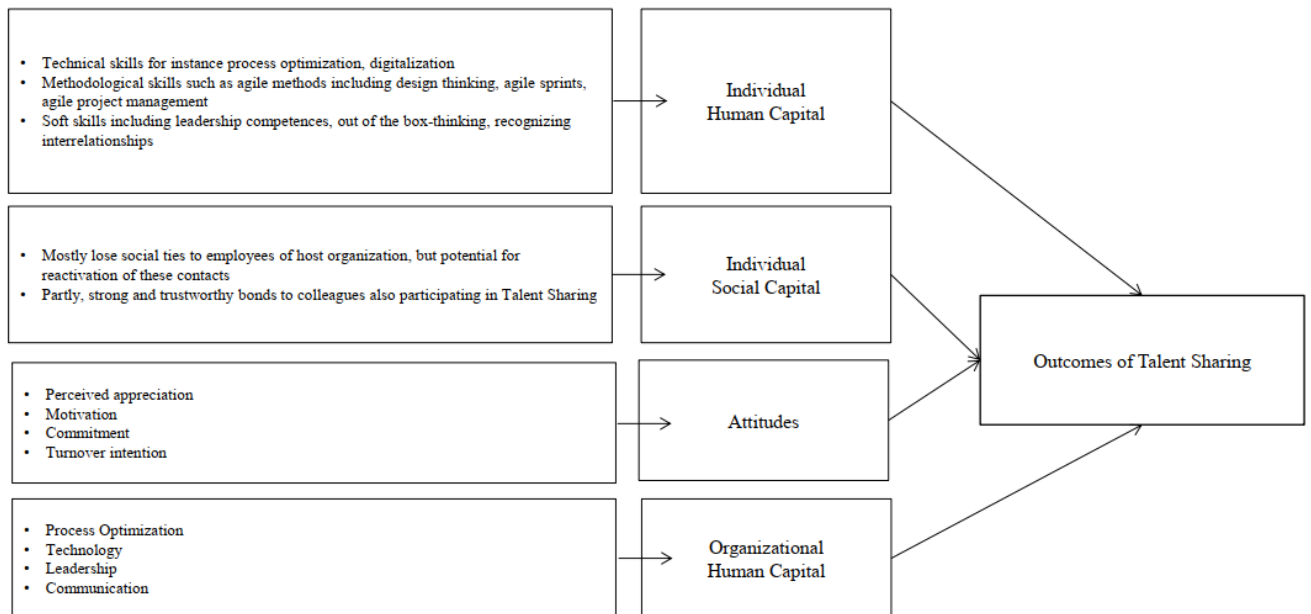 • Technical skills for instance process optimization, digitalization
• Methodological skills such as agile methods including design thinking, agile sprints,
agile project management
• Soft skills including leadership competences, out of the box-thinking, recognizing
interrelationships
Individual
Human Capital
• Mostly lose social ties to employees of host organization, but potential for
reactivation of these contacts
• Partly, strong and trustworthy bonds to colleagues also participating in Talent Sharing
Individual
Social Capital
• Perceived appreciation
• Motivation
• Commitment
• Turnover intention
Attitudes
• Process Optimization
• Technology
• Leadership
• Communication
Organizational
Human Capital
Outcomes of Talent Sharing